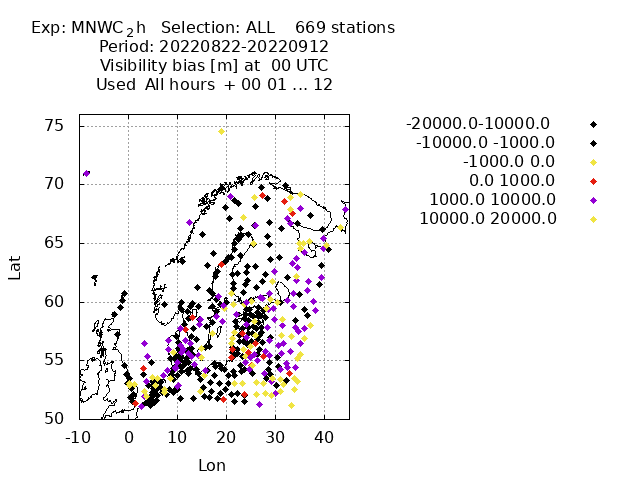 Exp: MNWC_2h Selection: ALL 669 stations
Period: 20220822-20220912
Visibility bias [m] at 00 UTC
Used All hours + 00 01 ... 12
-20000.0-10000.0
-10000.0 -1000.0
-1000.0 0.0
0.0 1000.0
1000.0 10000.0
10000.0 20000.0
75
70
65
60
55
50
Lat
-10 0 10 20 30 40
Lon